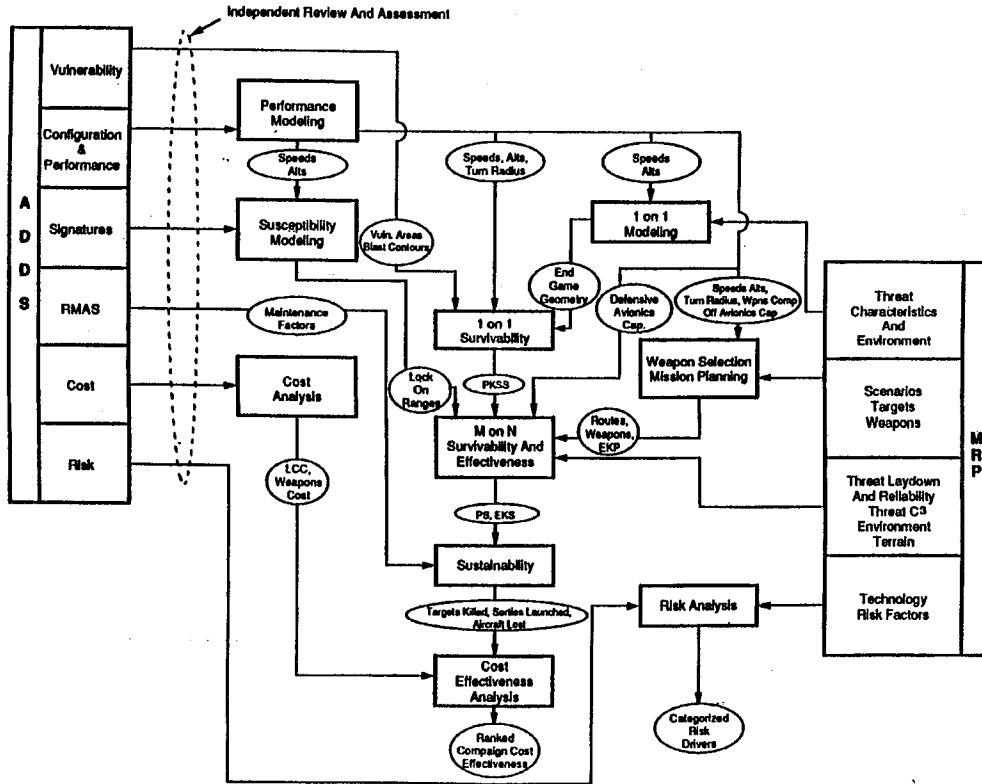 Independent Review And Assessment
A
D
D
S
Vulnerability
Configuration
&
Performance
Signatures
RMAS
Cost
Risk
Performance
Modeling
Speeds
Alts
Susceptibility
Modeling
Maintenance
Factors
Cost
Analysis
LCC,
Weapons
Cost
Vuln. Areas
Blast Contours
Lock
On
Ranges
Speeds, Alts,
Turn Radius
1 on 1
Survivability
PKSS
M on N
Survivability And
Effectiveness
PS, EKS
Sustainability
Targets Killed, Sorties Launched,
Aircraft Lost
Cost
Effectiveness
Analysis
Ranked
Compaign Cost
Effectiveness
Speeds
Alts
1 on 1
Modeling
End
Game
Geometry
Defensive
Avionics
Cap.
Speeds Alts,
Turn Radius, Wpns Comp
Off Avionics Cap
Weapon Selection
Mission Planning
Routes,
Weapons,
EKP
Risk Analysis
Categorized
Risk
Drivers
Threat
Characteristics
And
Environment
Scenarios
Targets
Weapons
Threat Laydown
And Reliability
Threat C3
Environment
Terrain
Technology
Risk Factors
M
R
P